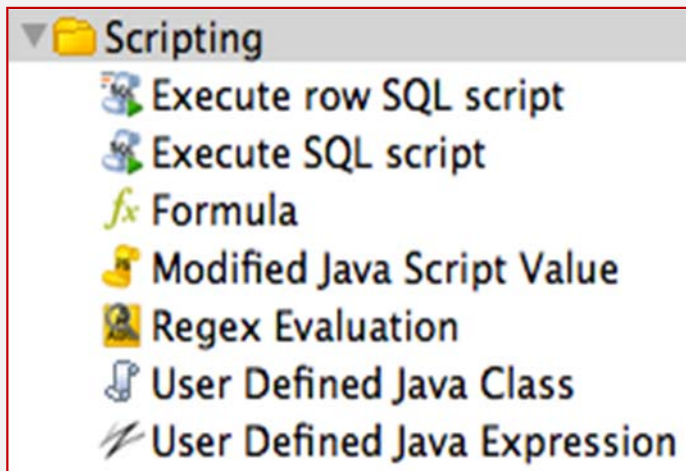 Scripting
Execute row SQL script
Execute SQL script
Formula
Modified Java Script Value
Regex Evaluation
User Defined Java Class
User Defined Java Expression